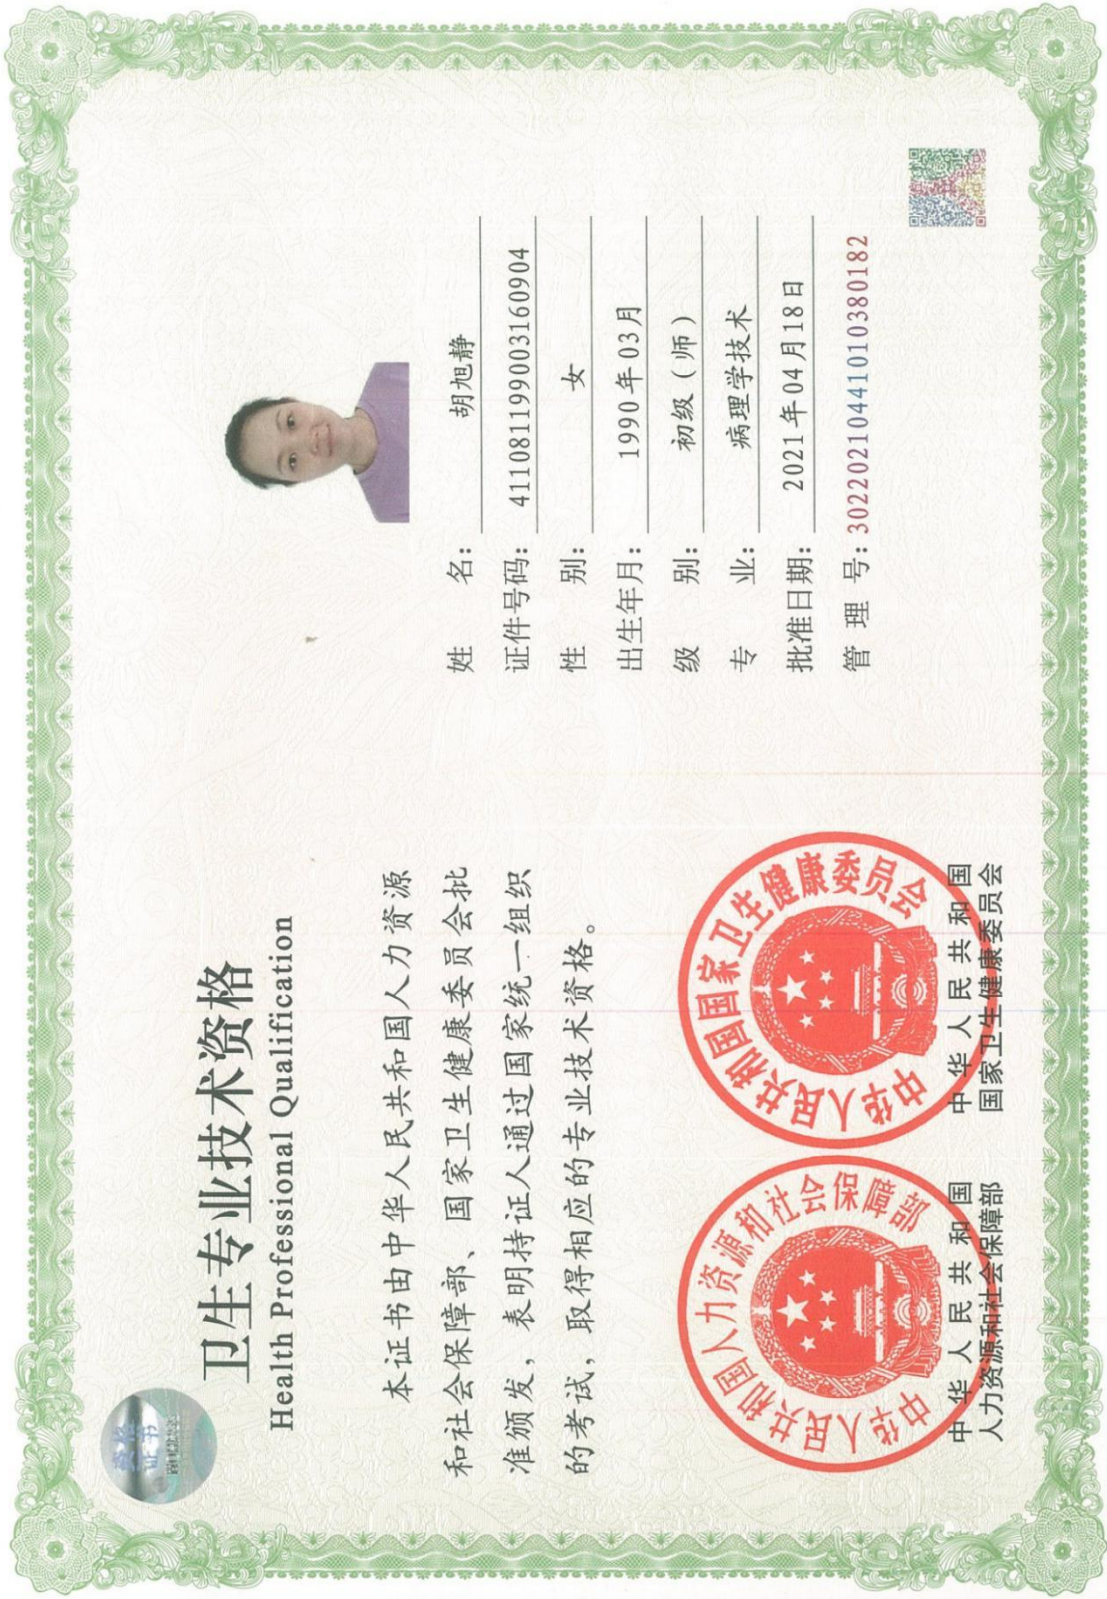 资格
证书
卫生专业技术资格
Health Professional Qualification
本证书由中华人民共和国人力资源
和社会保障部、国家卫生健康委员会批
准颁发,表明持证人通过国家统一组织
的考试,取得相应的专业技术资格。
中华人民共和国人力资源和社会保障部
中华人民共和国国家卫生健康委员会
中华人民共和国
人力资源和社会保障部
中华人民共和国
国家卫生健康委员会
姓 名: 胡旭静
证件号码: 411081199003160904
性 别: 女
出生年月: 1990年03月
级 别: 初级(师)
专 业: 病理学技术
批准日期: 2021年04月18日
管 理 号: 30220210441010380182